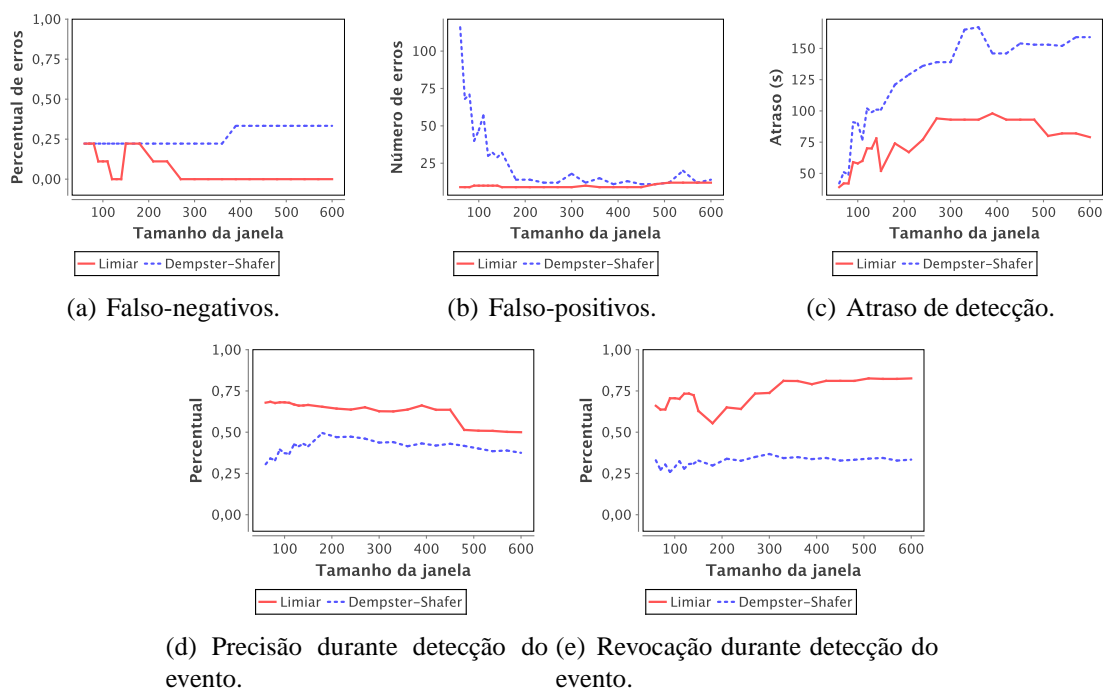 1,00
0,75
0,50
0,25
0,00
Percentual de erros
100 200 300 400 500 600
Tamanho da janela
Limiar Dempster-Shafer
(a) Falso-negativos.
100
75
50
25
Número de erros
100 200 300 400 500 600
Tamanho da janela
Limiar Dempster-Shafer
(b) Falso-positivos.
150
125
100
75
50
Atraso (s)
100 200 300 400 500 600
Tamanho da janela
Limiar Dempster-Shafer
(c) Atraso de detecção.
1,00
0,75
0,50
0,25
0,00
Percentual
100 200 300 400 500 600
Tamanho da janela
Limiar Dempster-Shafer
(d) Precisão durante detecção do
evento.
1,00
0,75
0,50
0,25
0,00
Percentual
100 200 300 400 500 600
Tamanho da janela
Limiar Dempster-Shafer
(e) Revocação durante detecção do
evento.